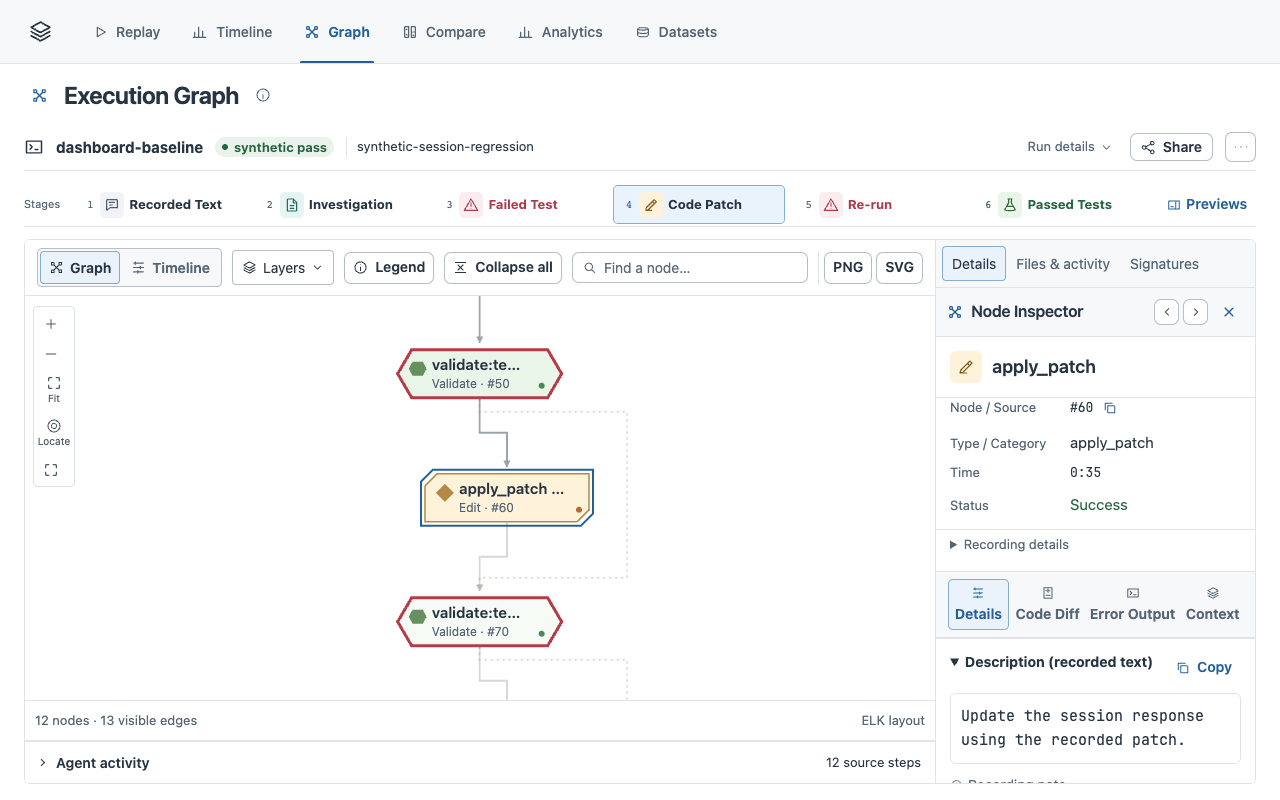 Replay Timeline Graph Compare Analytics Datasets
Execution Graph
dashboard-baseline synthetic pass synthetic-session-regression Run details Share
Stages 1 Recorded Text 2 Investigation 3 Failed Test 4 Code Patch 5 Re-run 6 Passed Tests Previews
Graph Timeline Layers Legend Collapse all Find a node... PNG SVG
Details Files & activity Signatures
Node Inspector
apply_patch
Node / Source #60
Type / Category apply_patch
Time 0:35
Status Success
Recording details
Details Code Diff Error Output Context
Description (recorded text) Copy
Update the session response
using the recorded patch.
Fit
Locate
validate:te...
Validate · #50
apply_patch ...
Edit · #60
validate:te...
Validate · #70
12 nodes · 13 visible edges ELK layout
Agent activity 12 source steps